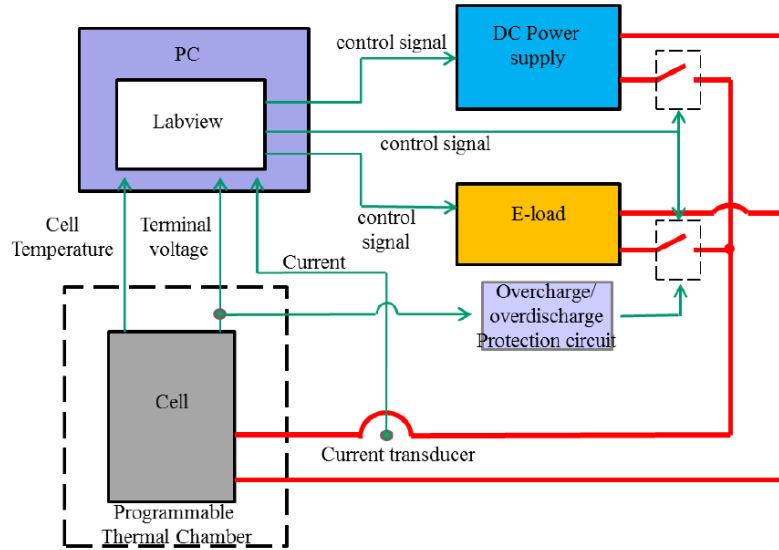 PC
control signal
DC Power
supply
Labview
control signal
Cell
Temperature
Terminal
voltage
control
signal
E-load
Current
Overcharge/
overdischarge
Protection circuit
Cell
Current transducer
Programmable
Thermal Chamber